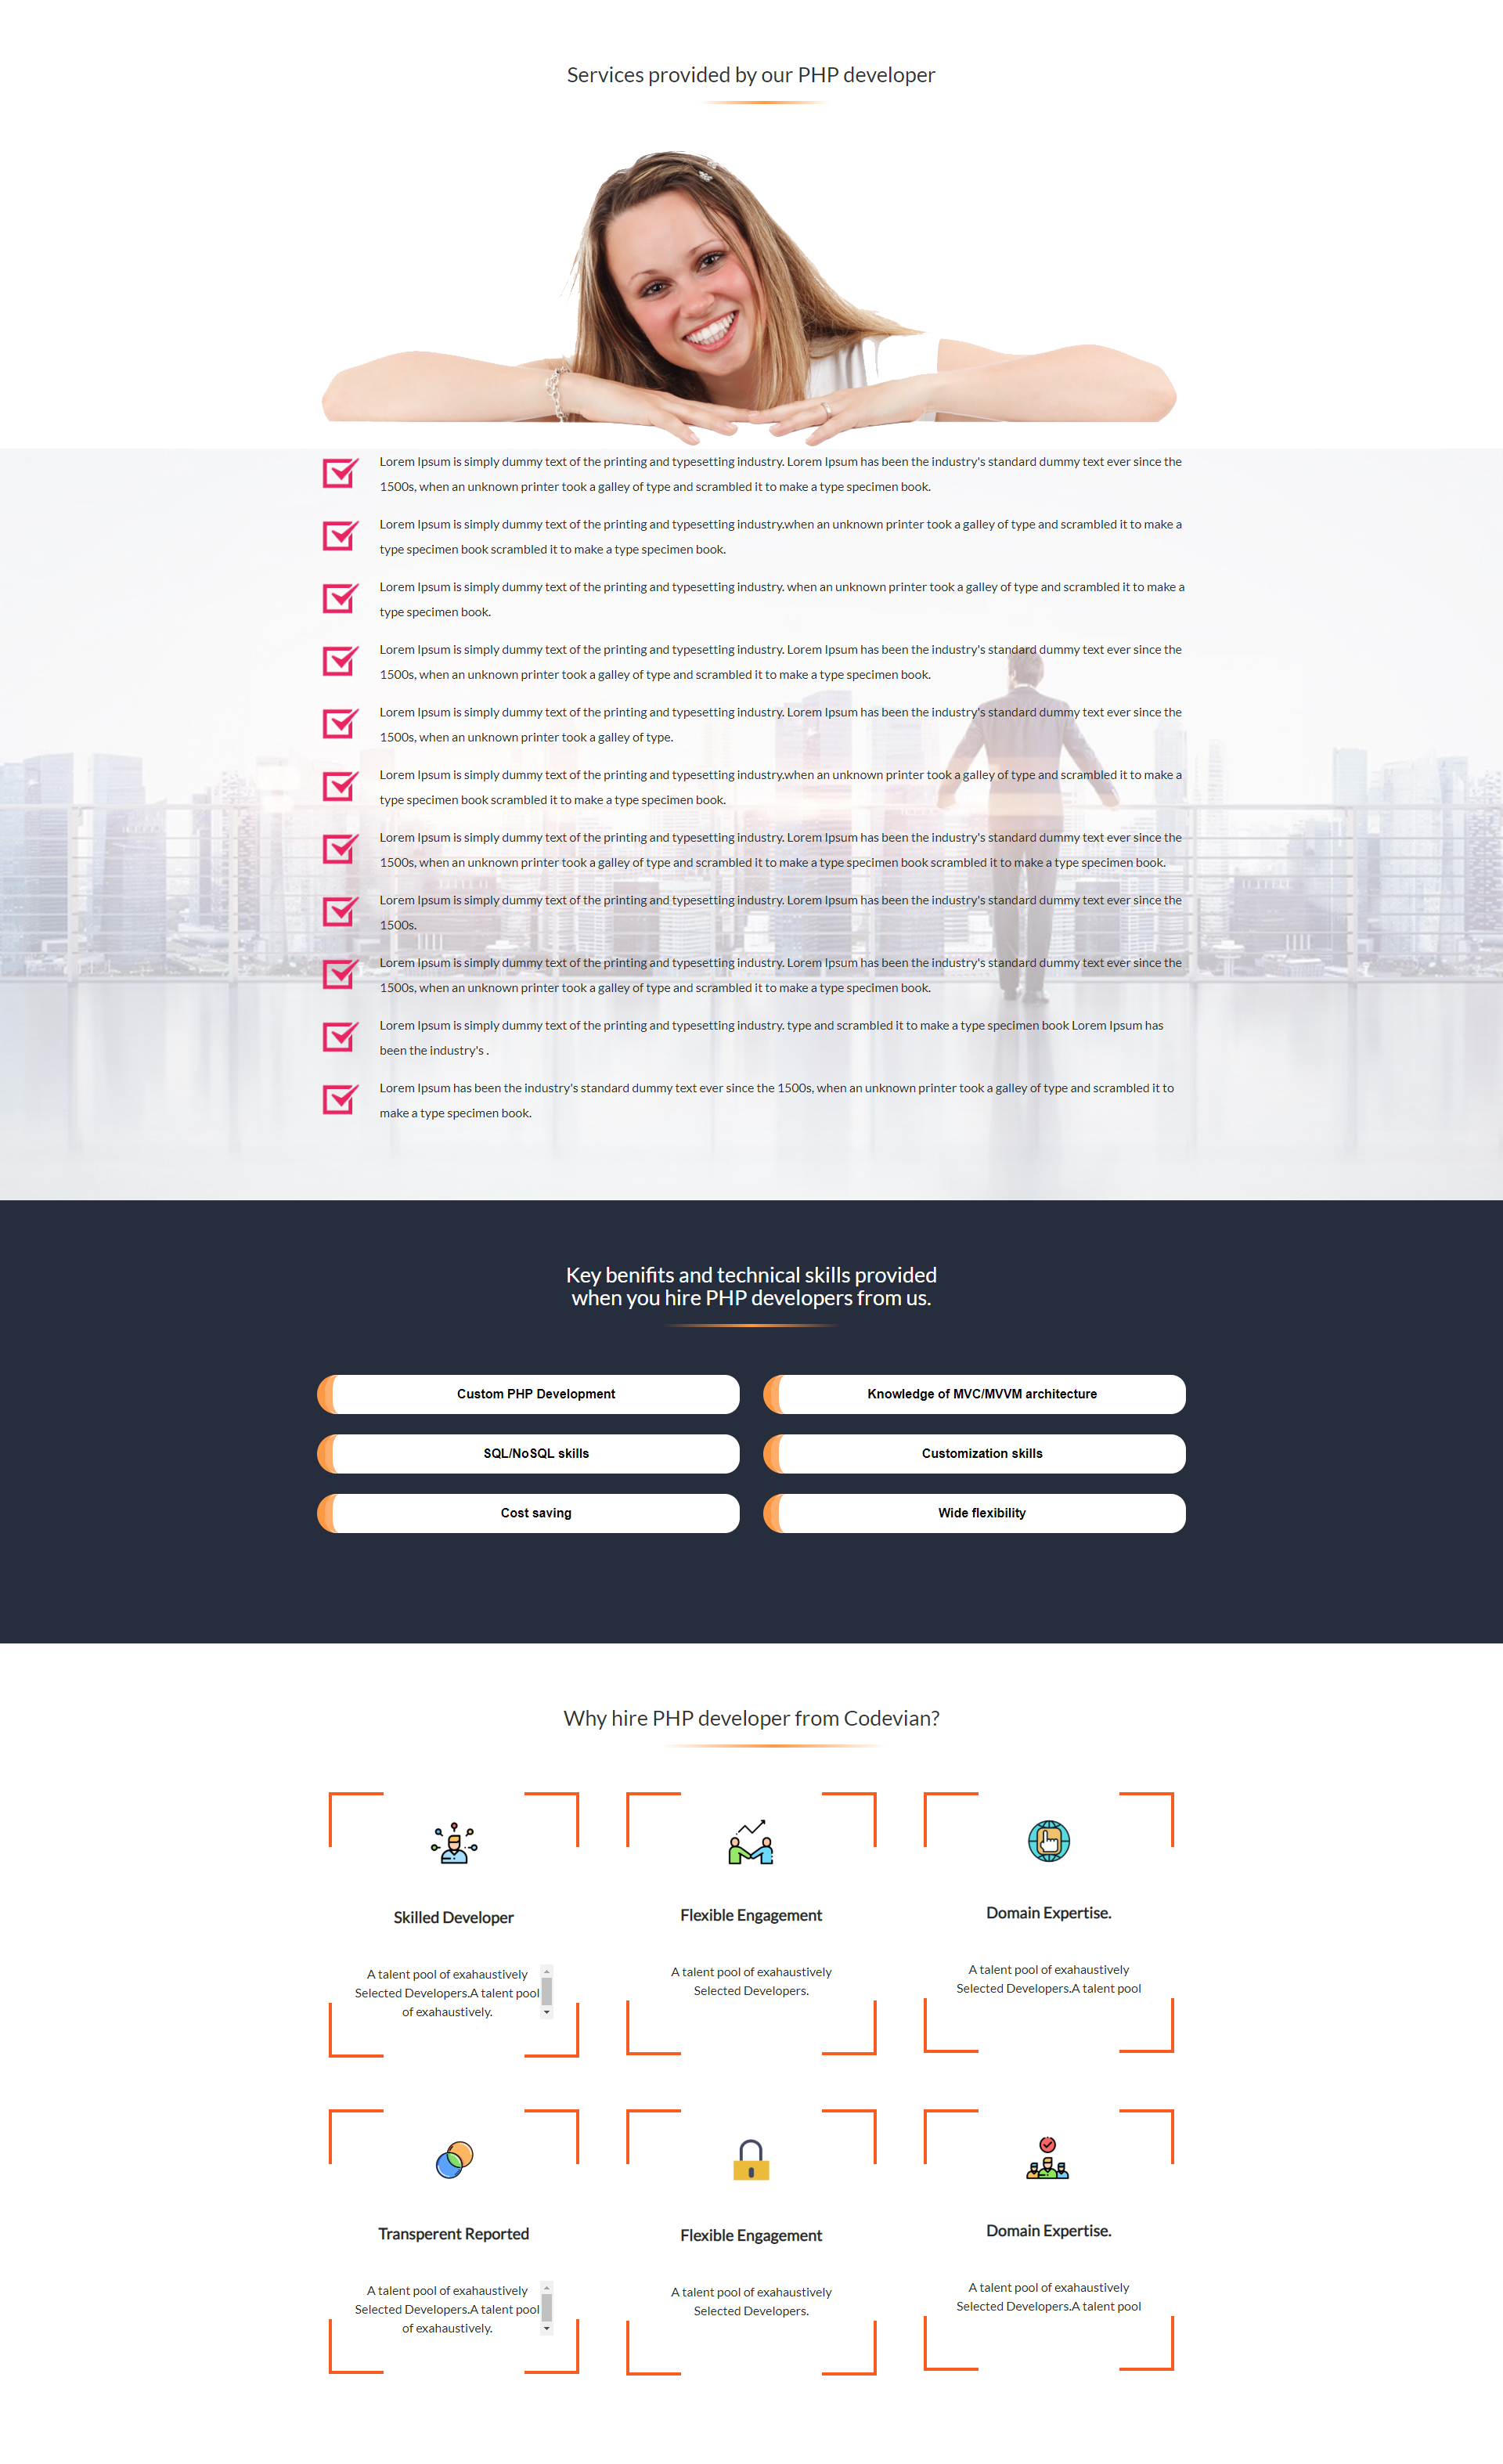 Services provided by our PHP developer
Lorem Ipsum is simply dummy text of the printing and typesetting industry. Lorem Ipsum has been the industry's standard dummy text ever since the
1500s, when an unknown printer took a galley of type and scrambled it to make a type specimen book.
Lorem Ipsum is simply dummy text of the printing and typesetting industry.when an unknown printer took a galley of type and scrambled it to make a
type specimen book scrambled it to make a type specimen book.
Lorem Ipsum is simply dummy text of the printing and typesetting industry. when an unknown printer took a galley of type and scrambled it to make a
type specimen book.
Lorem Ipsum is simply dummy text of the printing and typesetting industry. Lorem Ipsum has been the industry's standard dummy text ever since the
1500s, when an unknown printer took a galley of type and scrambled it to make a type specimen book.
Lorem Ipsum is simply dummy text of the printing and typesetting industry. Lorem Ipsum has been the industry's standard dummy text ever since the
1500s, when an unknown printer took a galley of type.
Lorem Ipsum is simply dummy text of the printing and typesetting industry.when an unknown printer took a galley of type and scrambled it to make a
type specimen book scrambled it to make a type specimen book.
Lorem Ipsum is simply dummy text of the printing and typesetting industry. Lorem Ipsum has been the industry's standard dummy text ever since the
1500s, when an unknown printer took a galley of type and scrambled it to make a type specimen book scrambled it to make a type specimen book.
Lorem Ipsum is simply dummy text of the printing and typesetting industry. Lorem Ipsum has been the industry's standard dummy text ever since the
1500s.
Lorem Ipsum is simply dummy text of the printing and typesetting industry. Lorem Ipsum has been the industry's standard dummy text ever since the
1500s, when an unknown printer took a galley of type and scrambled it to make a type specimen book.
Lorem Ipsum is simply dummy text of the printing and typesetting industry. type and scrambled it to make a type specimen book Lorem Ipsum has
been the industry's .
Lorem Ipsum has been the industry's standard dummy text ever since the 1500s, when an unknown printer took a galley of type and scrambled it to
make a type specimen book.
Key benifits and technical skills provided
when you hire PHP developers from us.
Custom PHP Development
Knowledge of MVC/MVVM architecture
SQL/NoSQL skills
Customization skills
Cost saving
Wide flexibility
Why hire PHP developer from Codevian?
Skilled Developer
A talent pool of exahaustively
Selected Developers.A talent pool
of exahaustively.
Flexible Engagement
A talent pool of exahaustively
Selected Developers.
Domain Expertise.
A talent pool of exahaustively
Selected Developers.A talent pool
Transperent Reported
A talent pool of exahaustively
Selected Developers.A talent pool
of exahaustively.
Flexible Engagement
A talent pool of exahaustively
Selected Developers.
Domain Expertise.
A talent pool of exahaustively
Selected Developers.A talent pool